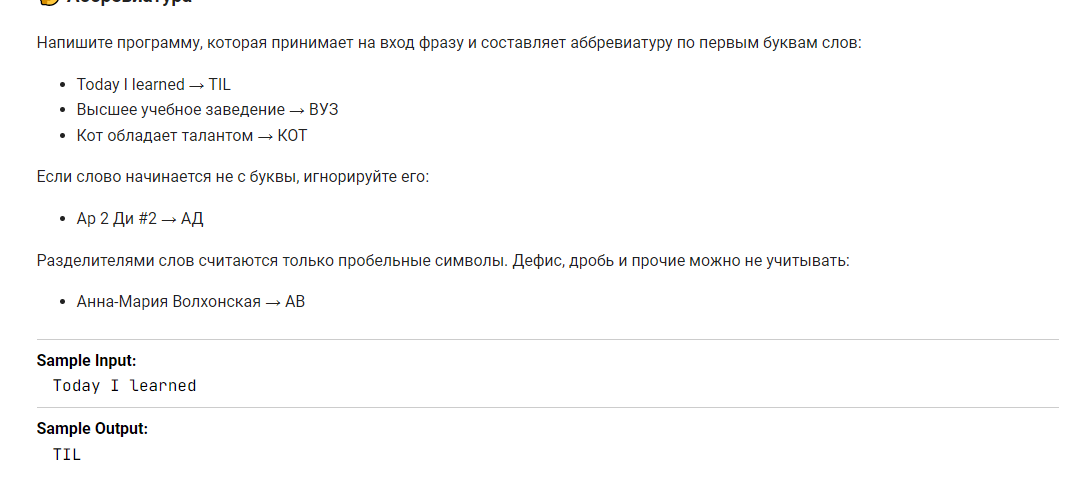 Аббревиатура
Напишите программу, которая принимает на вход фразу и составляет аббревиатуру по первым буквам слов:
• Today I learned → TIL
• Высшее учебное заведение → ВУЗ
• Кот обладает талантом → КОТ
Если слово начинается не с буквы, игнорируйте его:
• Ар 2 Ди #2 → АД
Разделителями слов считаются только пробельные символы. Дефис, дробь и прочие можно не учитывать:
• Анна-Мария Волхонская → АВ
Sample Input:
Today I learned
Sample Output:
TIL